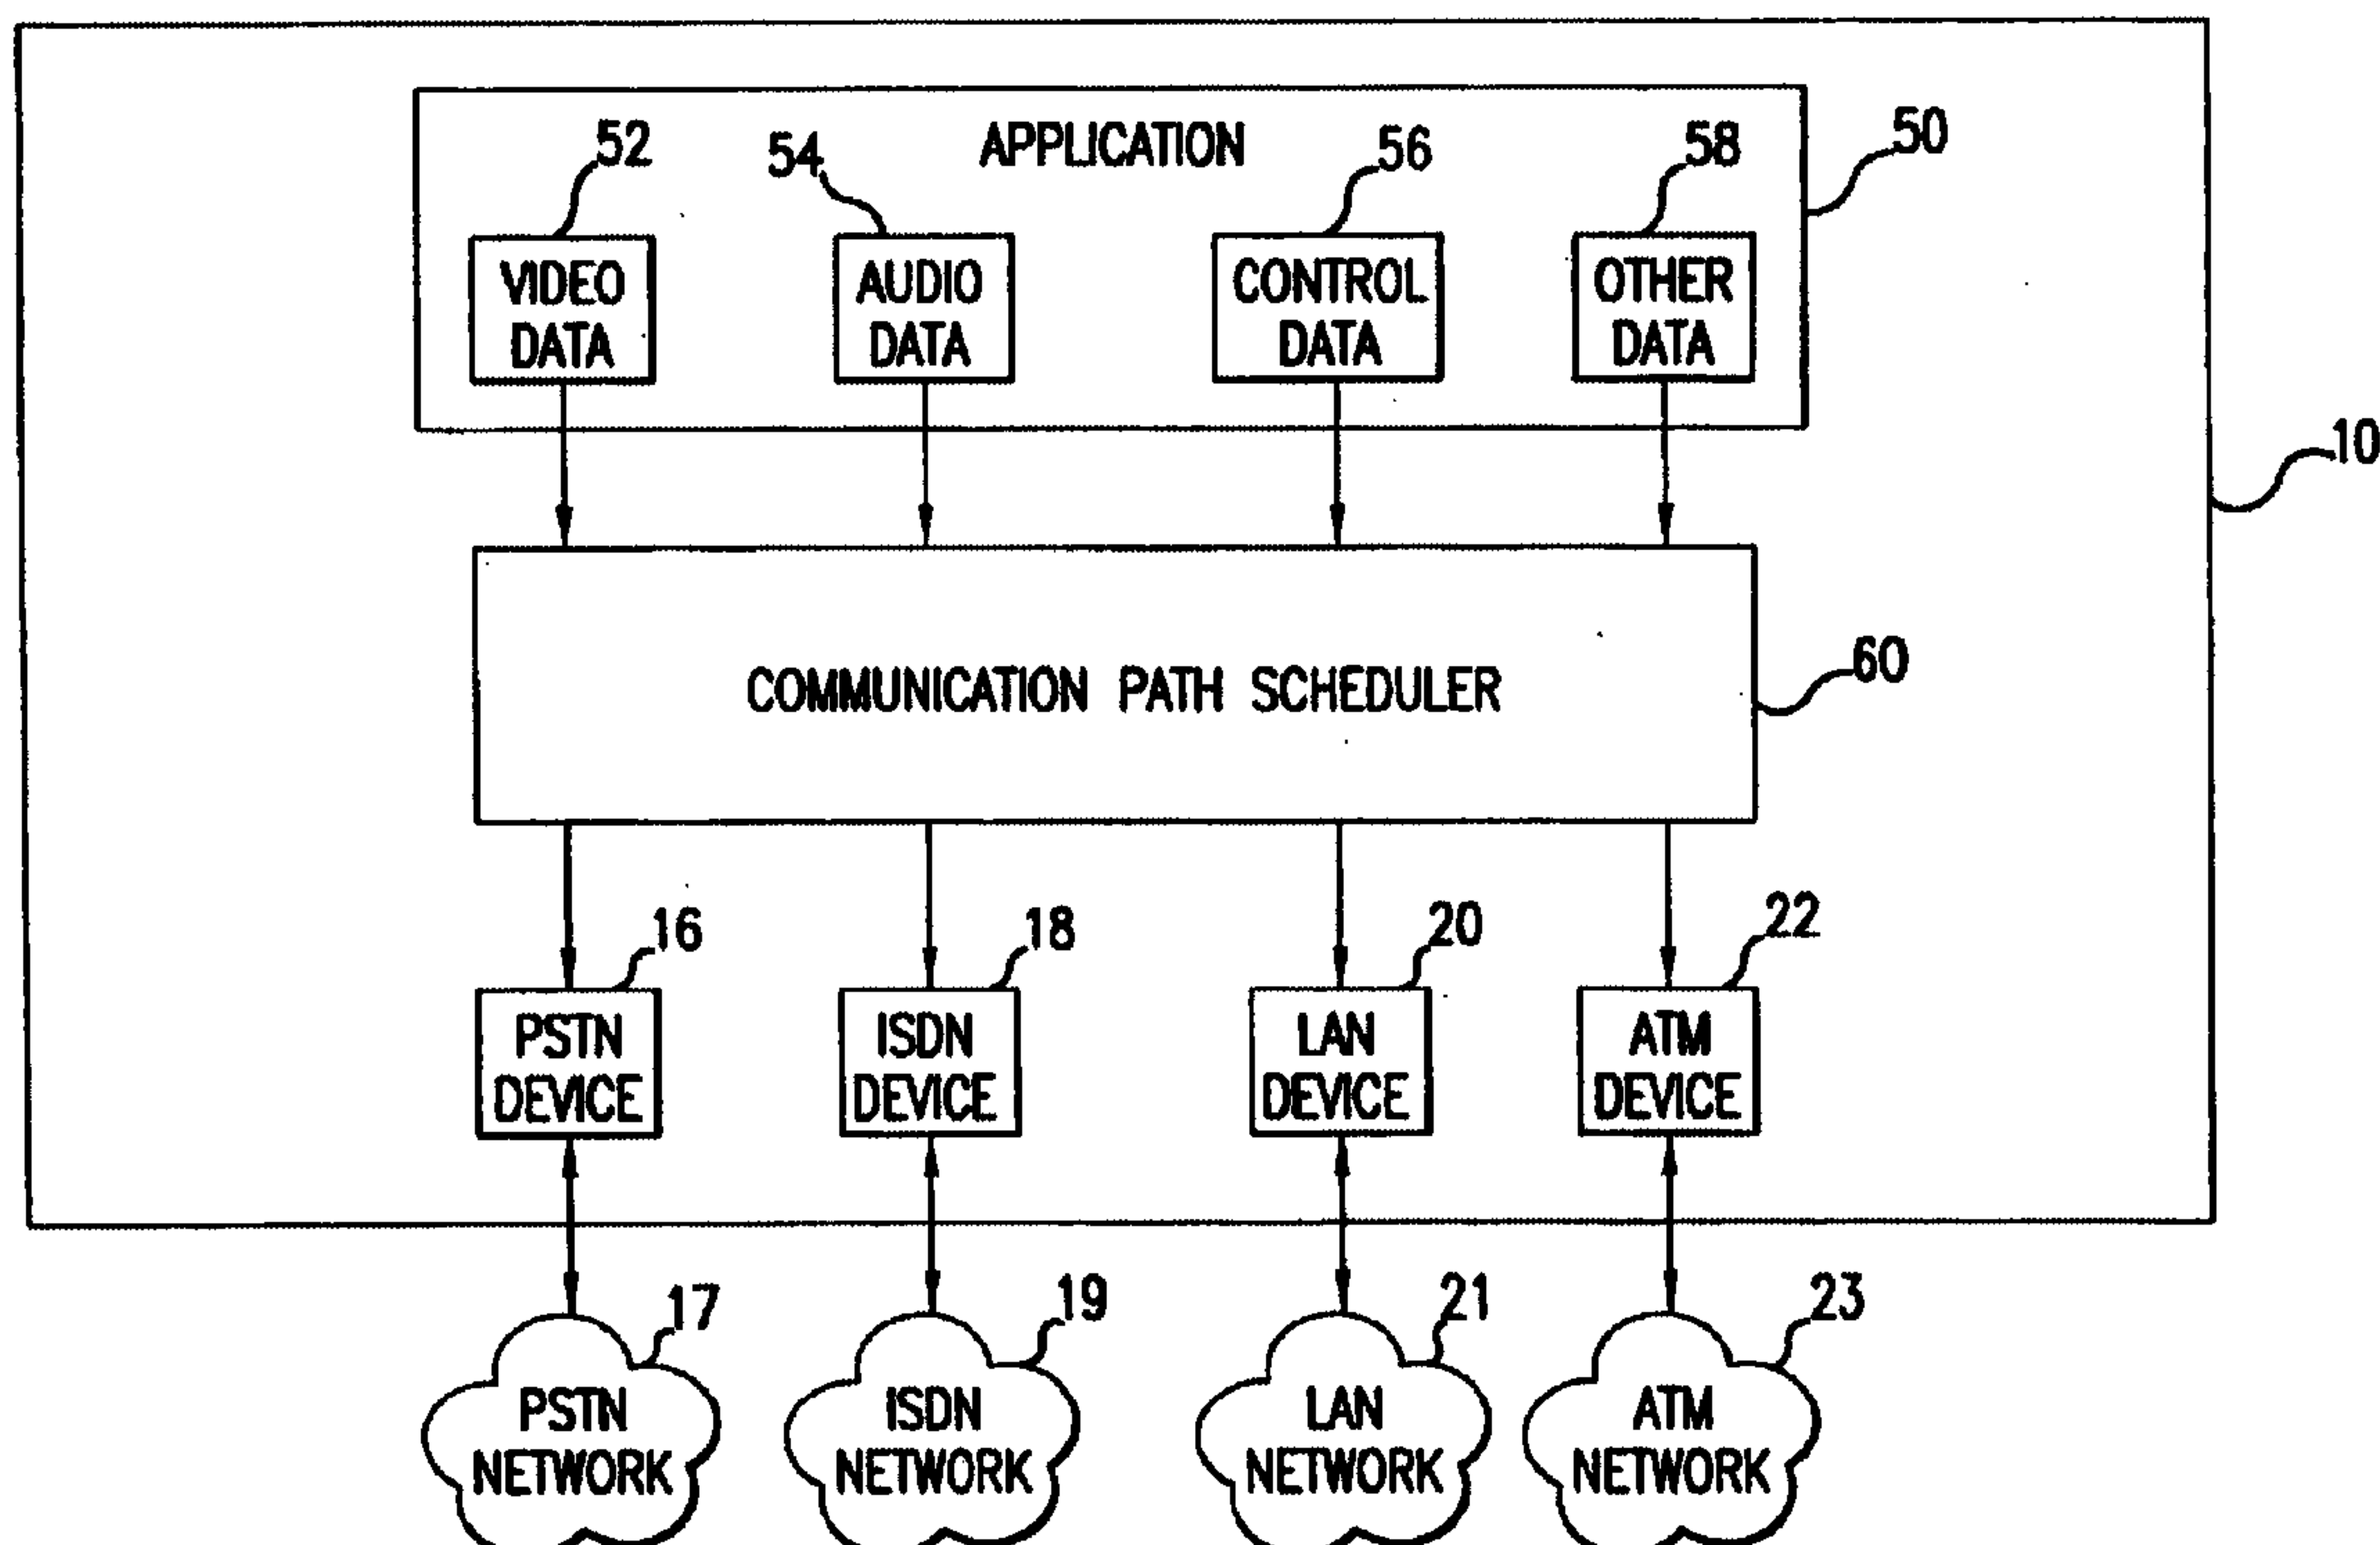 APPLICATION
50
52
54
56
58
VIDEO
DATA
AUDIO
DATA
CONTROL
DATA
OTHER
DATA
10
COMMUNICATION PATH SCHEDULER
60
16
18
20
22
PSTN
DEVICE
ISDN
DEVICE
LAN
DEVICE
ATM
DEVICE
17
19
21
23
PSTN
NETWORK
ISDN
NETWORK
LAN
NETWORK
ATM
NETWORK